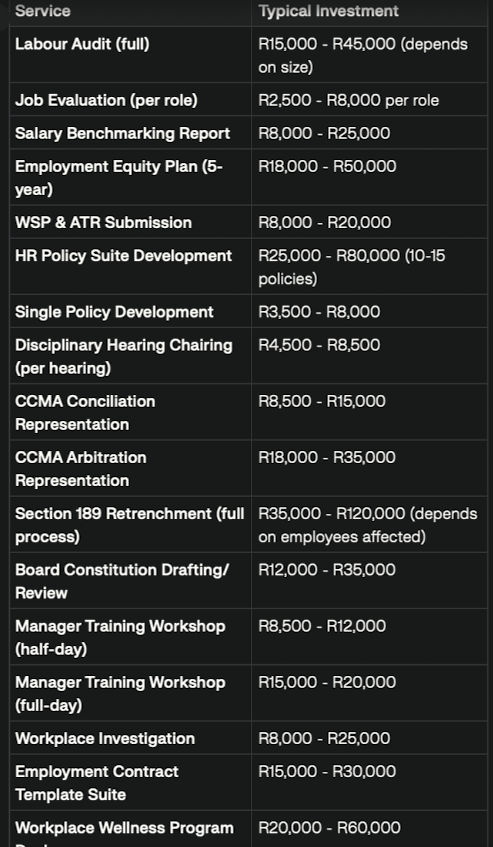 Service Typical Investment
Labour Audit (full) R15,000 - R45,000 (depends
on size)
Job Evaluation (per role) R2,500 - R8,000 per role
Salary Benchmarking Report R8,000 - R25,000
Employment Equity Plan (5- R18,000 - R50,000
year)
WSP & ATR Submission R8,000 - R20,000
HR Policy Suite Development R25,000 - R80,000 (10-15
policies)
Single Policy Development R3,500 - R8,000
Disciplinary Hearing Chairing R4,500 - R8,500
(per hearing)
CCMA Conciliation R8,500 - R15,000
Representation
CCMA Arbitration R18,000 - R35,000
Representation
Section 189 Retrenchment (full R35,000 - R120,000 (depends
process) on employees affected)
Board Constitution Drafting/ R12,000 - R35,000
Review
Manager Training Workshop R8,500 - R12,000
(half-day)
Manager Training Workshop R15,000 - R20,000
(full-day)
Workplace Investigation R8,000 - R25,000
Employment Contract R15,000 - R30,000
Template Suite
Workplace Wellness Program R20,000 - R60,000